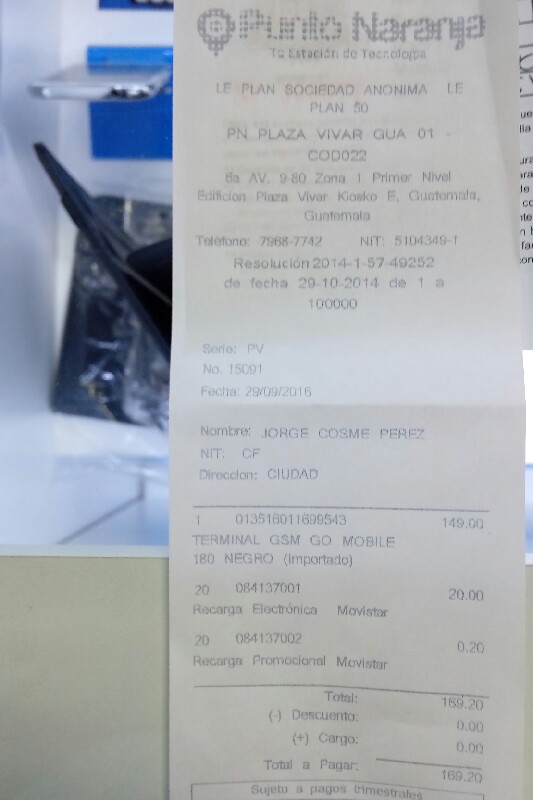 Punto Naranja
Tu Estación de Tecnología
LE PLAN SOCIEDAD ANONIMA LE
PLAN 50
PN PLAZA VIVAR GUA 01 -
COD022
6a AV. 9-80 Zona 1 Primer Nivel
Edificion Plaza Vivar Kiosko E, Guatemala,
Guatemala
Teléfono: 7968-7742 NIT: 5104349-1
Resolución 2014-1-57-49252
de fecha 29-10-2014 de 1 a
100000
Serie: PV
No. 15091
Fecha: 29/09/2016
Nombre: JORGE COSME PEREZ
NIT: CF
Direccion: CIUDAD
1 013516011699543 149.00
TERMINAL GSM GO MOBILE
180 NEGRO (Importado)
20 084137001 20.00
Recarga Electrónica Movistar
20 084137002 0.20
Recarga Promocional Movistar
Total: 169.20
(-) Descuento: 0.00
(+) Cargo: 0.00
Total a Pagar: 169.20
Sujeto a pagos trimestrales